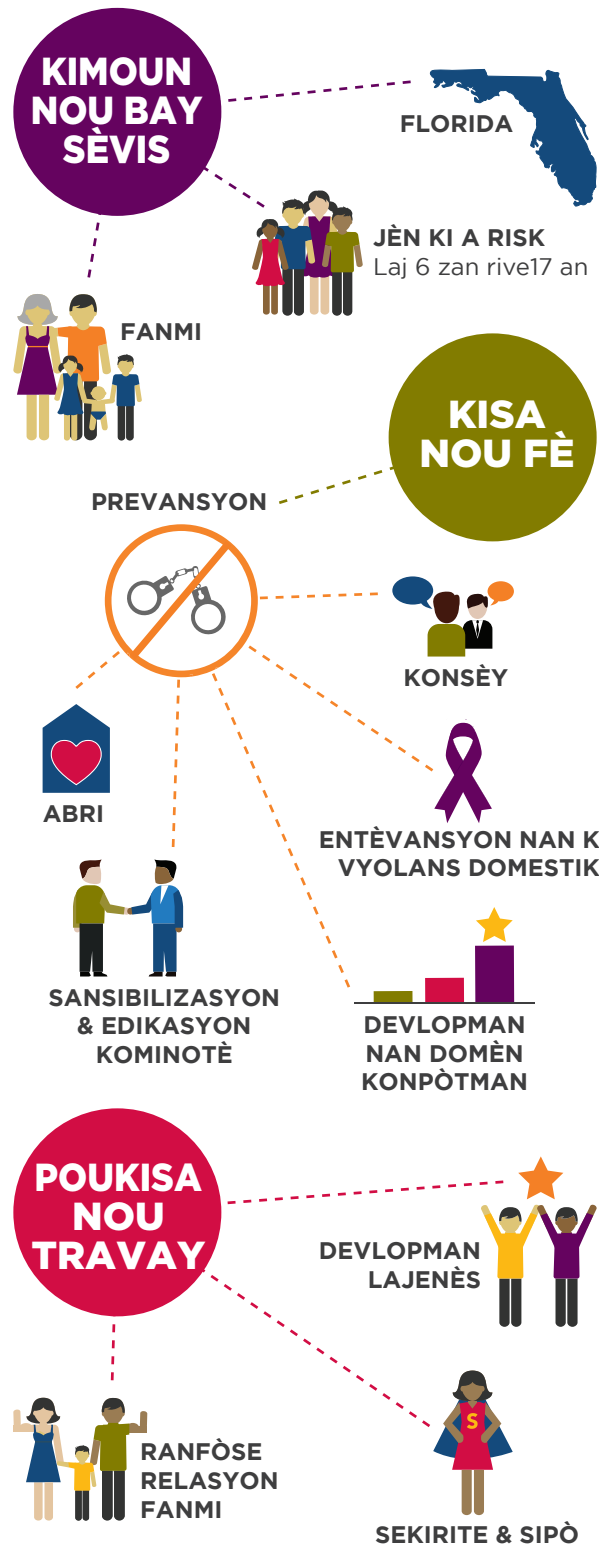 KIMOUN
NOU BAY
SÈVIS
FLORIDA
JÈN KI A RISK
Laj 6 zan rive17 an
FANMI
KISA
NOU FÈ
PREVANSYON
KONSÈY
ABRI
ENTÈVANSYON NAN K
VYOLANS DOMESTIK
SANSIBILIZASYON
& EDIKASYON
KOMINOTÈ
DEVLOPMAN
NAN DOMÈN
KONPÒTMAN
POUKISA
NOU
TRAVAY
DEVLOPMAN
LAJENÈS
RANFÒSE
RELASYON
FANMI
S
SEKIRITE & SIPÒ